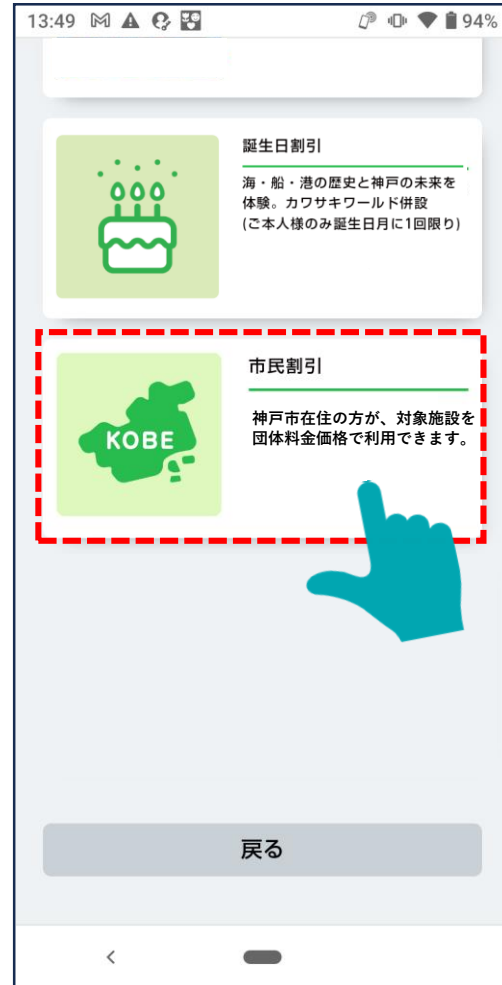 13:49
94%
誕生日割引
海・船・港の歴史と神戸の未来を
体験。カワサキワールド併設
(ご本人様のみ誕生日月に1回限り)
市民割引
KOBE
神戸市在住の方が、対象施設を
団体料金価格で利用できます。
戻る